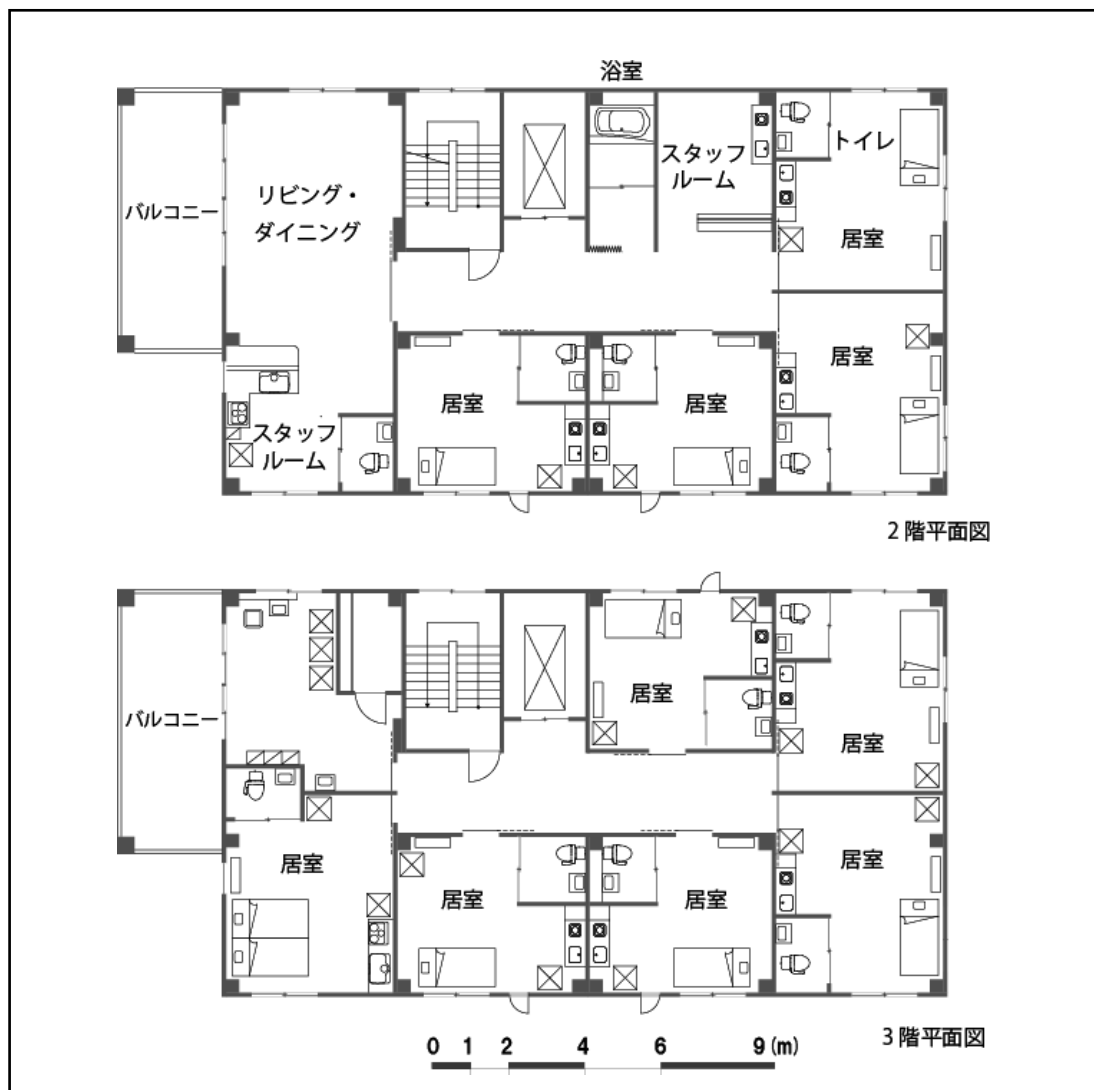 浴室
スタッフ
ルーム
トイレ
リビング・
ダイニング
バルコニー
居室
居室
居室
居室
スタッフ
ルーム
2階平面図
居室
バルコニー
居室
居室
居室
居室
居室
3階平面図
0 1 2 4 6 9 (m)